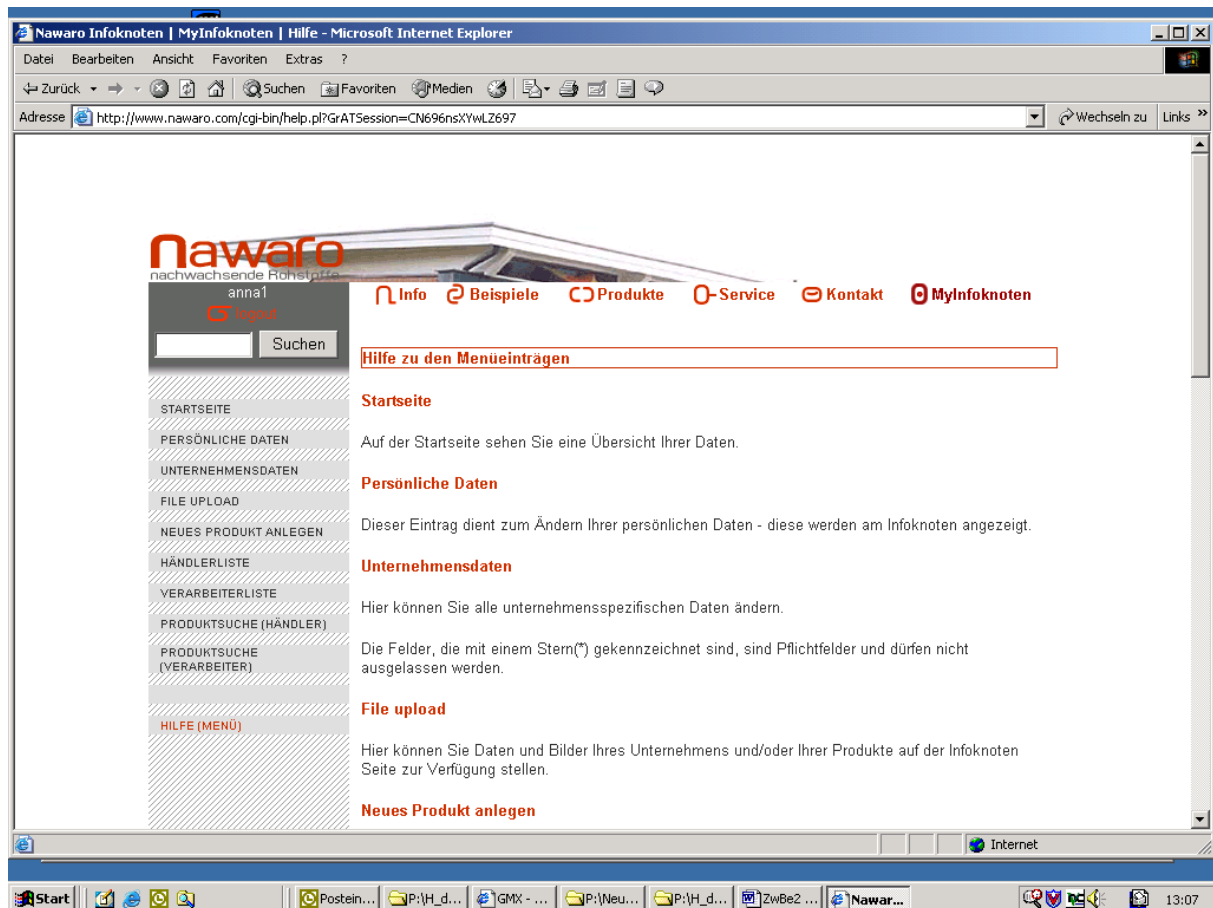 Nawaro Infoknoten | MyInfoknoten | Hilfe - Microsoft Internet Explorer
Datei Bearbeiten Ansicht Favoriten Extras ?
Zurück Suchen Favoriten Medien
Adresse http://www.nawaro.com/cgi-bin/help.pl?GrATSession=CN696nsXYwLZ697 Wechseln zu Links »
nawaro
nachwachsende Rohstoffe
anna1
logout
Info Beispiele Produkte Service Kontakt MyInfoknoten
Suchen
STARTSEITE
PERSÖNLICHE DATEN
UNTERNEHMENSDATEN
FILE UPLOAD
NEUES PRODUKT ANLEGEN
HÄNDLERLISTE
VERARBEITERLISTE
PRODUKTSUCHE (HÄNDLER)
PRODUKTSUCHE
(VERARBEITER)
HILFE (MENÜ)
Hilfe zu den Menüeinträgen
Startseite
Auf der Startseite sehen Sie eine Übersicht Ihrer Daten.
Persönliche Daten
Dieser Eintrag dient zum Ändern Ihrer persönlichen Daten - diese werden am Infoknoten angezeigt.
Unternehmensdaten
Hier können Sie alle unternehmensspezifischen Daten ändern.
Die Felder, die mit einem Stern(*) gekennzeichnet sind, sind Pflichtfelder und dürfen nicht
ausgelassen werden.
File upload
Hier können Sie Daten und Bilder Ihres Unternehmens und/oder Ihrer Produkte auf der Infoknoten
Seite zur Verfügung stellen.
Neues Produkt anlegen
Internet
Start Postein... P:\H_d... GMX - ... P:\Neu... P:\H_d... ZwBe2 ... Nawar... 13:07